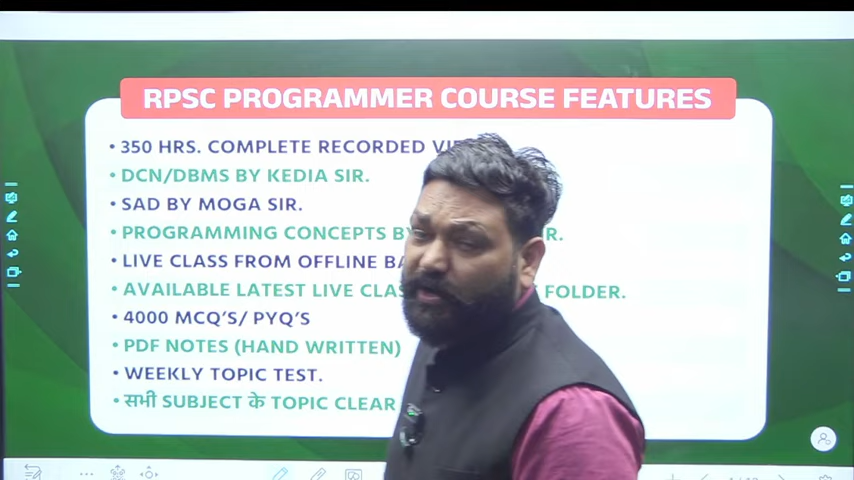 RPSC PROGRAMMER COURSE FEATURES
• 350 HRS. COMPLETE RECORDED
• DCN/DBMS BY KEDIA SIR.
• SAD BY MOGA SIR.
• PROGRAMMING CONCEPTS
• LIVE CLASS FROM OFFLINE
• AVAILABLE LATEST LIVE FOLDER.
• 4000 MCQ'S/ PYQ'S
• PDF NOTES (HAND WRITTEN)
• WEEKLY TOPIC TEST.
• सभी SUBJECT के TOPIC CLEAR